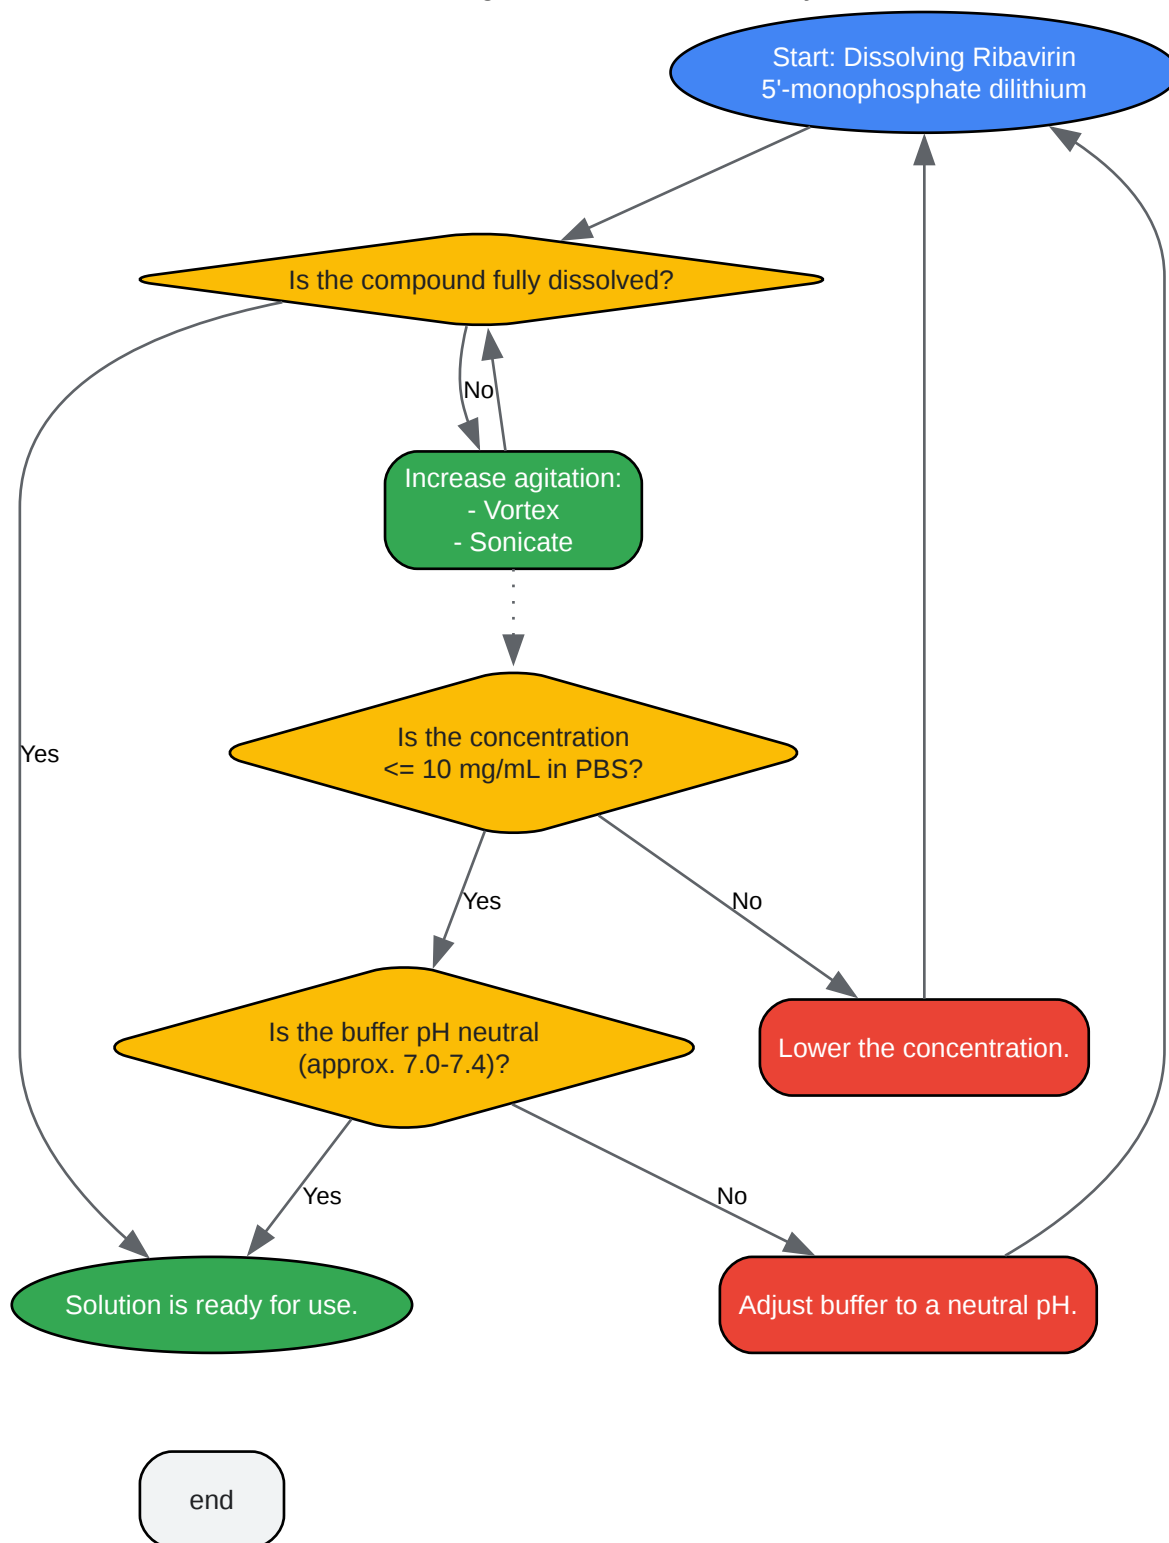 Start: Dissolving Ribavirin
5'-monophosphate dilithium
Is the compound fully dissolved?
No
Increase agitation:
- Vortex
- Sonicate
Is the concentration
<= 10 mg/mL in PBS?
Yes
Yes
No
Is the buffer pH neutral
(approx. 7.0-7.4)?
Lower the concentration.
Yes
No
Solution is ready for use.
Adjust buffer to a neutral pH.
end